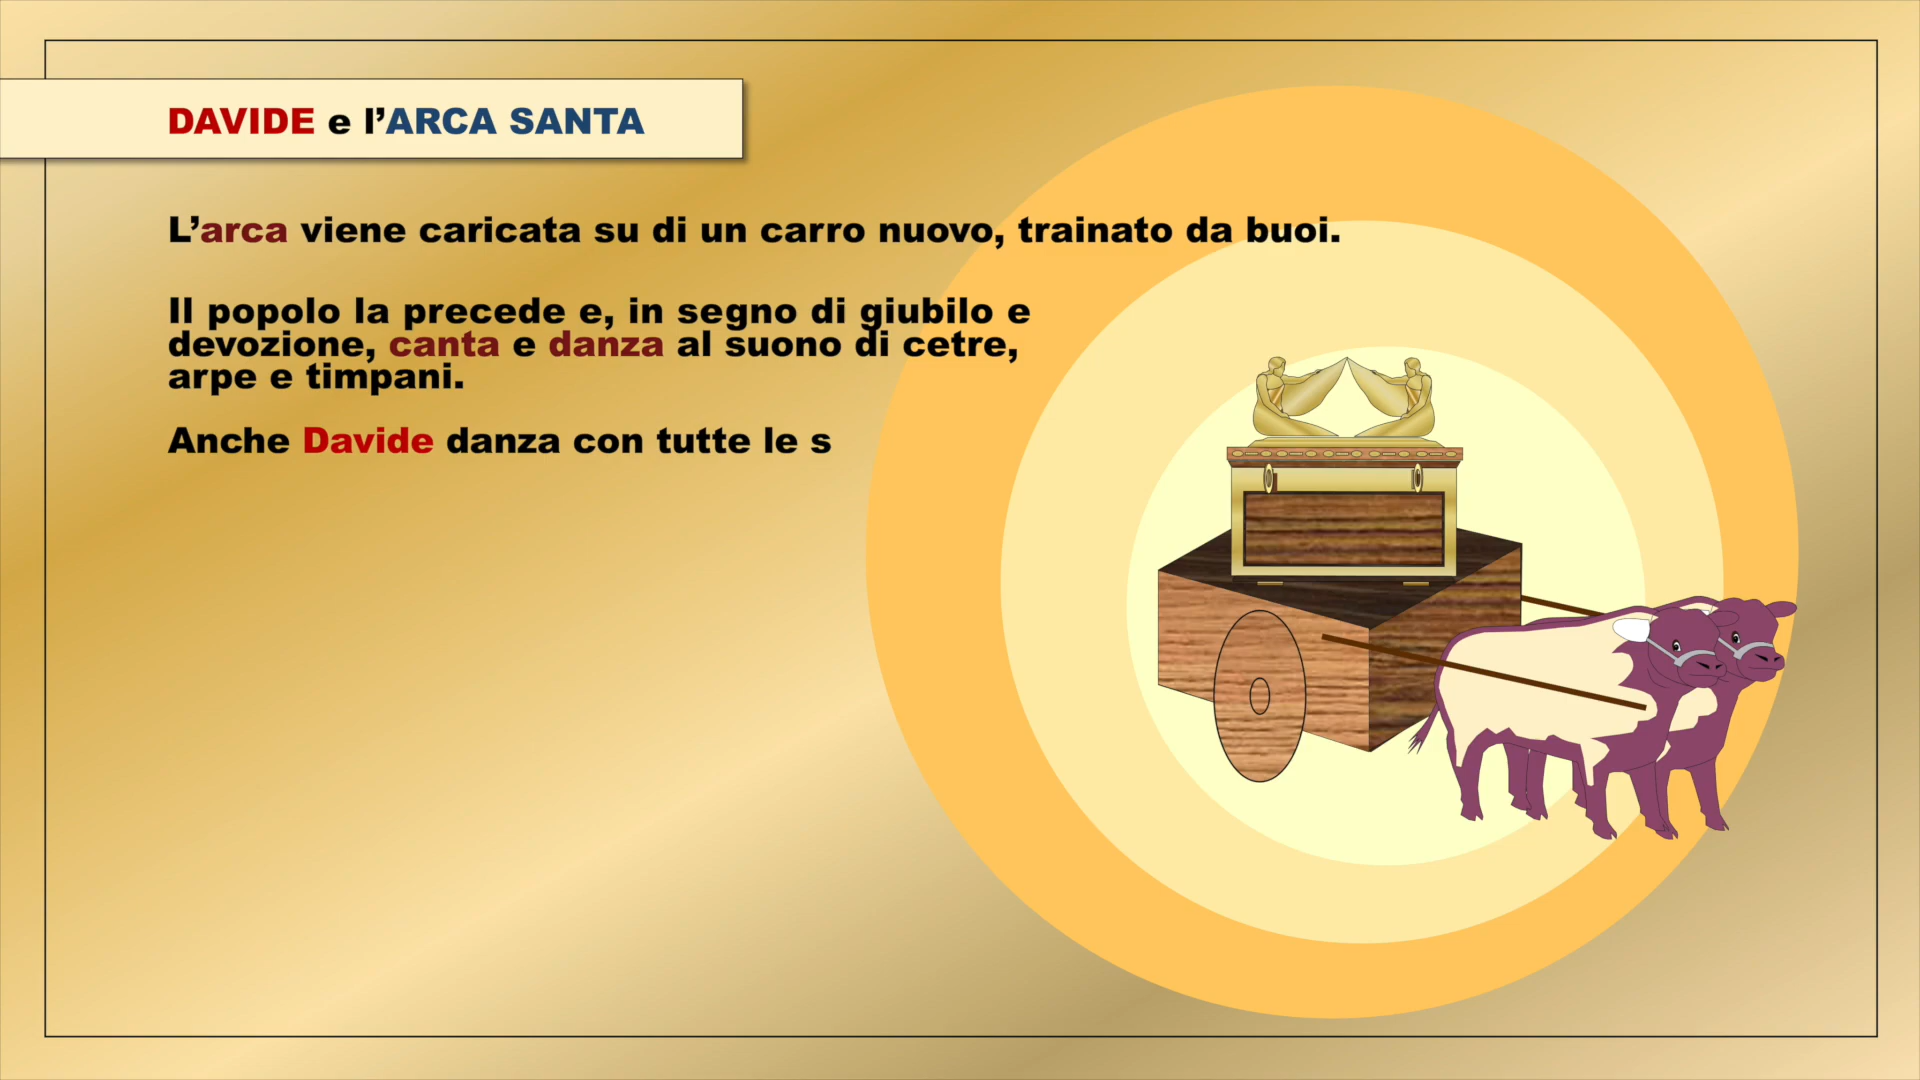 DAVIDE e l’ARCA SANTA
L’arca viene caricata su di un carro nuovo, trainato da buoi.
Il popolo la precede e, in segno di giubilo e
devozione, canta e danza al suono di cetre,
arpe e timpani.
Anche Davide danza con tutte le s